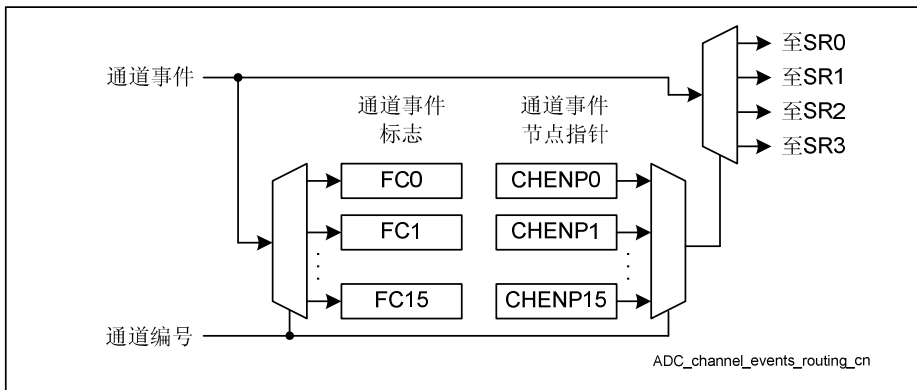 至SR0
通道事件
至SR1
至SR2
至SR3
通道事件
标志
通道事件
节点指针
FC0
CHENP0
FC1
CHENP1
FC15
CHENP15
通道编号
ADC_channel_events_routing_cn